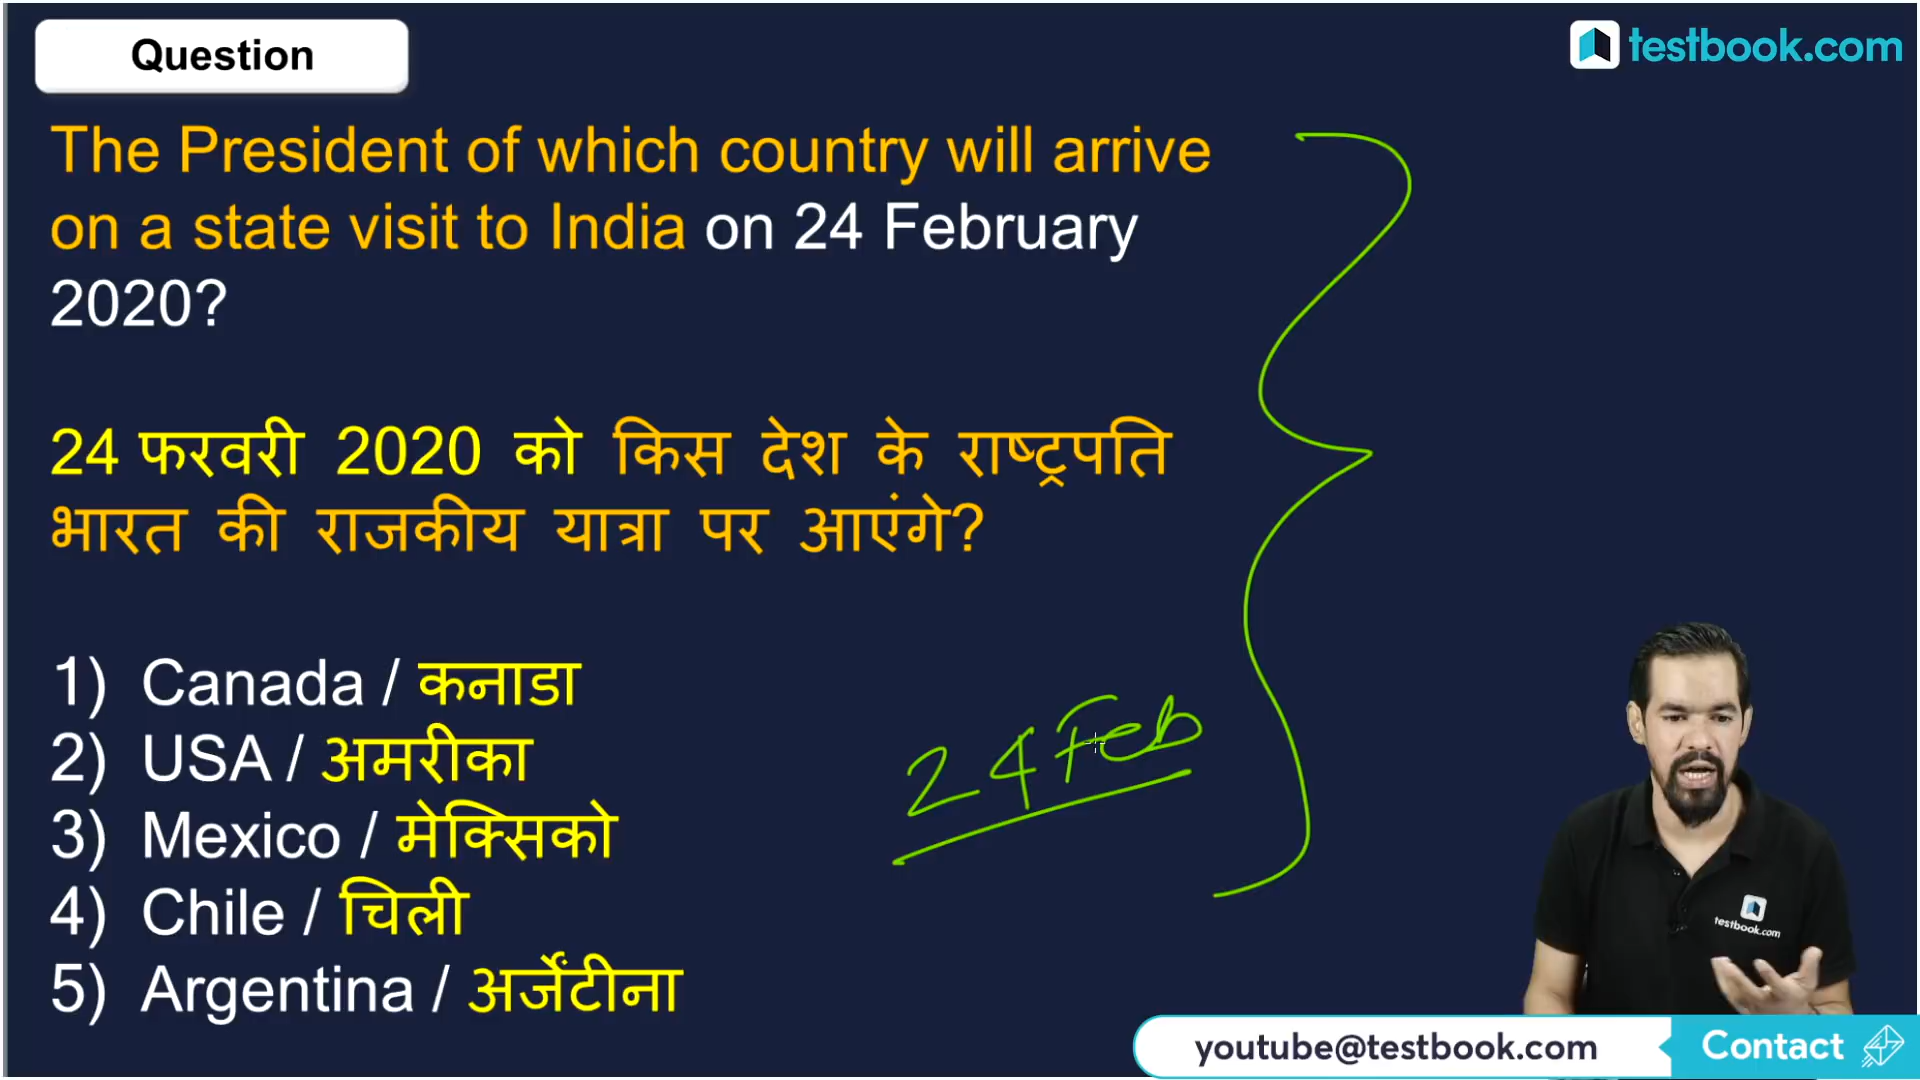 Question
testbook.com
The President of which country will arrive
on a state visit to India on 24 February
2020?
24 फरवरी 2020 को किस देश के राष्ट्रपति
भारत की राजकीय यात्रा पर आएंगे?
1) Canada / कनाडा
2) USA / अमरीका
3) Mexico / मेक्सिको
4) Chile / चिली
5) Argentina / अर्जेंटीना
24 Feb
testbook.com
youtube@testbook.com
Contact